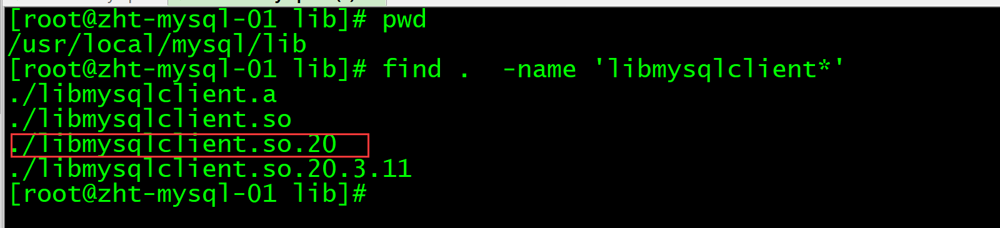 [root@zht-mysql-01 lib]# pwd
/usr/local/mysql/lib
[root@zht-mysql-01 lib]# find .  -name 'libmysqlclient*'
./libmysqlclient.a
./libmysqlclient.so
./libmysqlclient.so.20
./libmysqlclient.so.20.3.11
[root@zht-mysql-01 lib]#